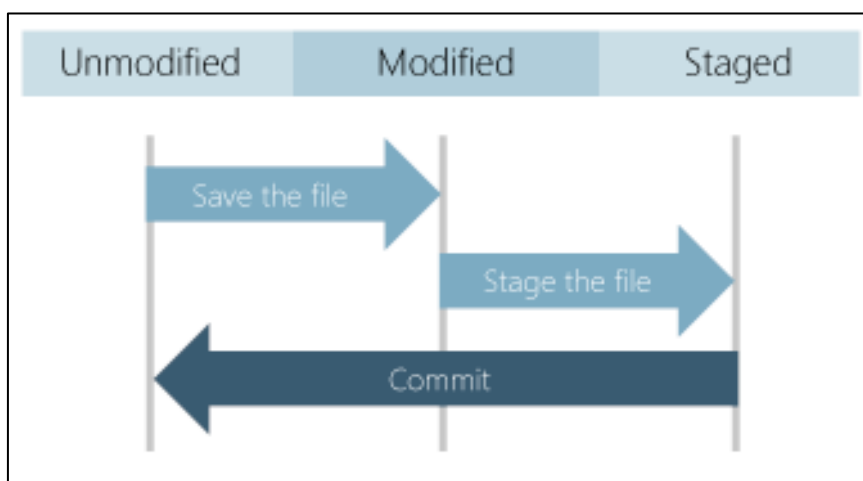 Unmodified Modified Staged
Save the file
Stage the file
Commit